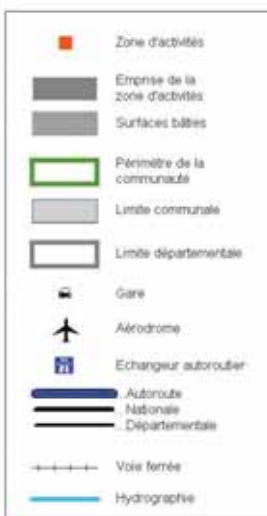 Zone d'activités
Emprise de la
zone d'activités
Surfaces bâties
Périmètre de la
communauté
Limite communale
Limite départementale
Gare
Aérodrome
Echangeur autoroutier
Autoroute
Nationale
Départementale
Voie ferrée
Hydrographie